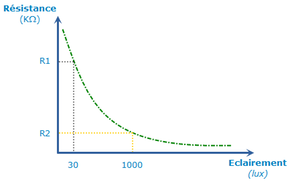 Résistance
(KΩ)
R1
R2
30
1000
Eclairement
(lux)